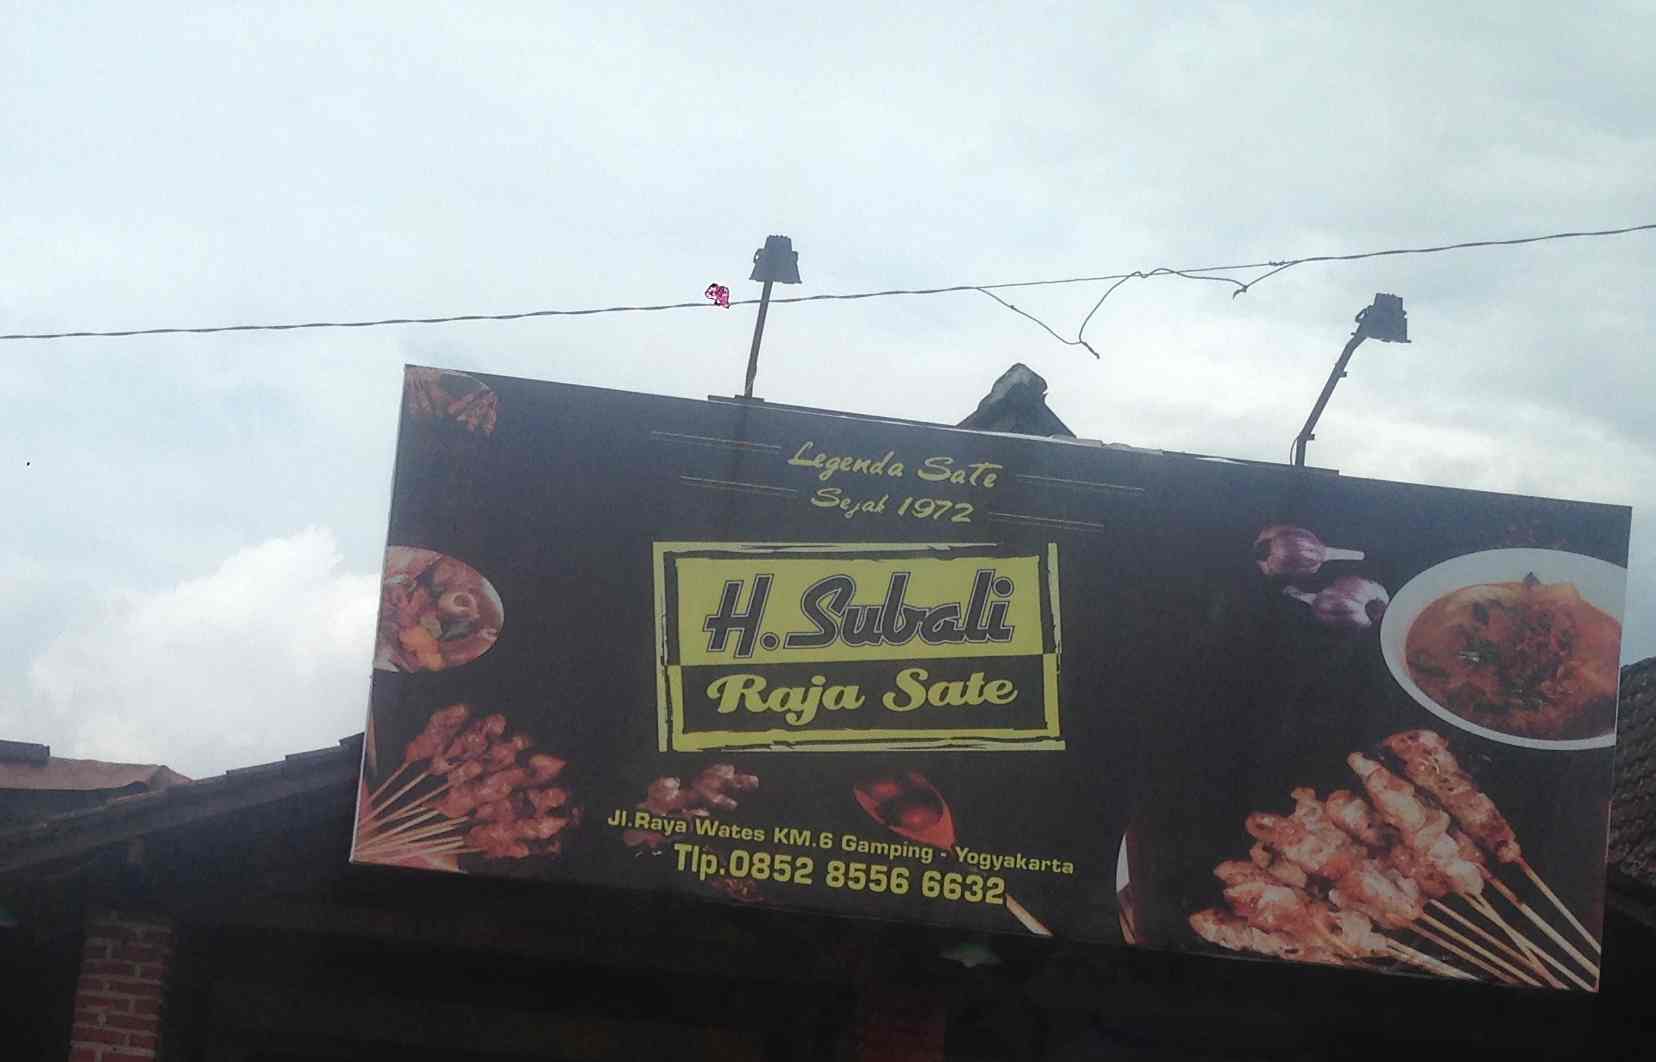 Legenda Sate
Sejak 1972
H. Subali
Raja Sate
Jl.Raya Wates KM.6 Gamping - Yogyakarta
Tlp.0852 8556 6632